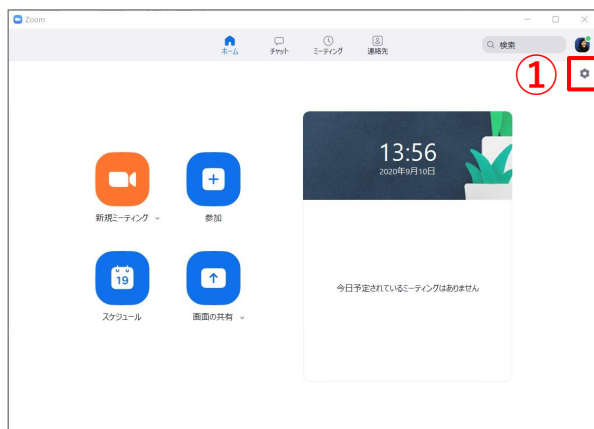 Zoom
ホーム
チャット
ミーティング
連絡先
検索
①
13:56
2020年9月10日
新規ミーティング
参加
19
スケジュール
画面の共有
今日予定されているミーティングはありません